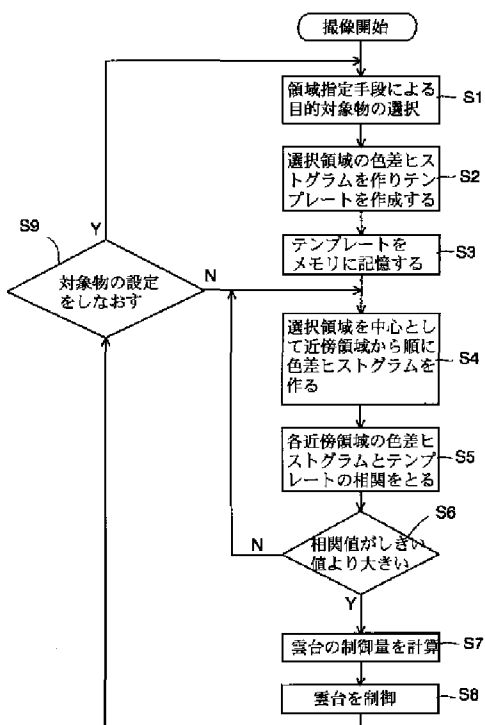 撮像開始
領域指定手段による
目的対象物の選択
S1
選択領域の色差ヒス
トグラムを作りテン
プレートを作成する
S2
テンプレートを
メモリに記憶する
S3
選択領域を中心とし
て近傍領域から順に
色差ヒストグラムを
作る
S4
各近傍領域の色差ヒ
ストグラムとテンプ
レートの相関をとる
S5
相関値がしきい
値より大きい
S6
N
Y
雲台の制御量を計算
S7
雲台を制御
S8
対象物の設定
をしなおす
S9
Y
N